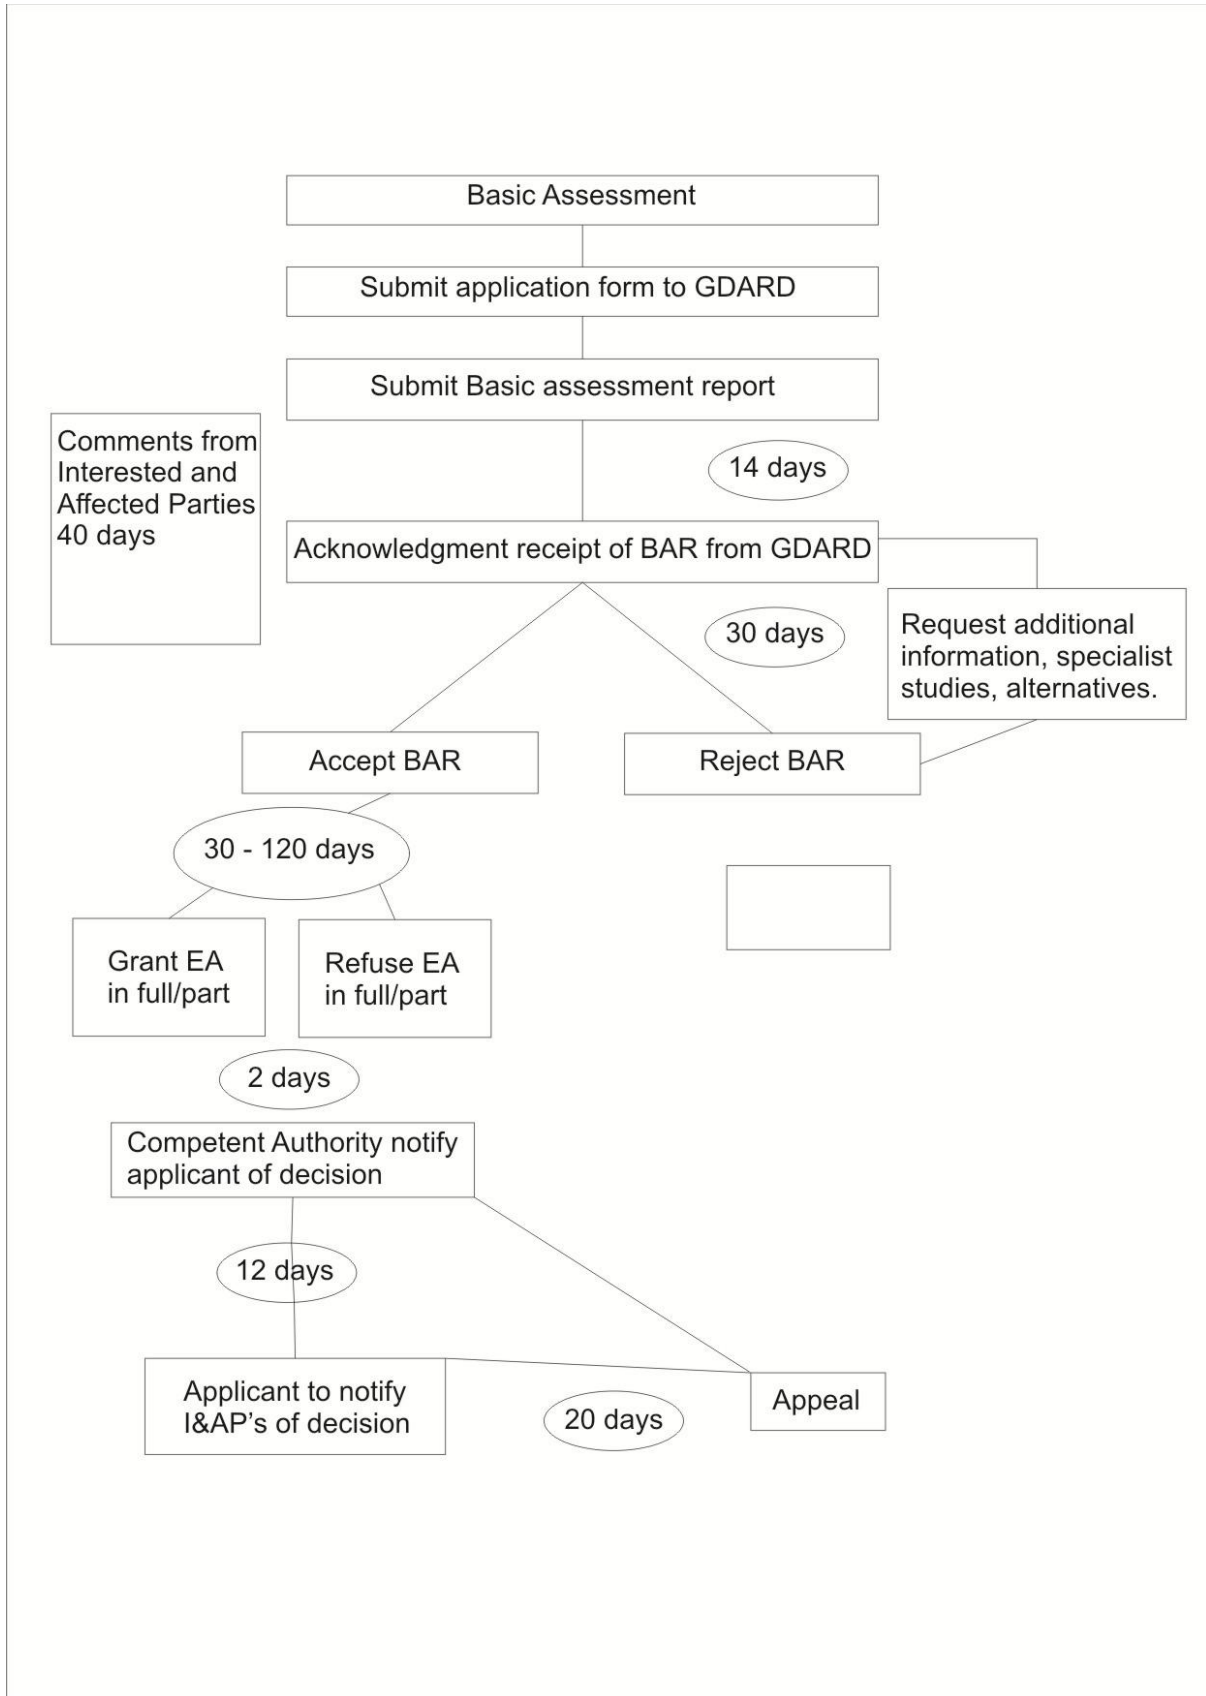 Basic Assessment
Submit application form to GDARD
Submit Basic assessment report
Comments from
Interested and
Affected Parties
40 days
14 days
Acknowledgment receipt of BAR from GDARD
30 days
Request additional
information, specialist
studies, alternatives.
Accept BAR
Reject BAR
30 - 120 days
Grant EA
in full/part
Refuse EA
in full/part
2 days
Competent Authority notify
applicant of decision
12 days
Applicant to notify
I&AP’s of decision
20 days
Appeal